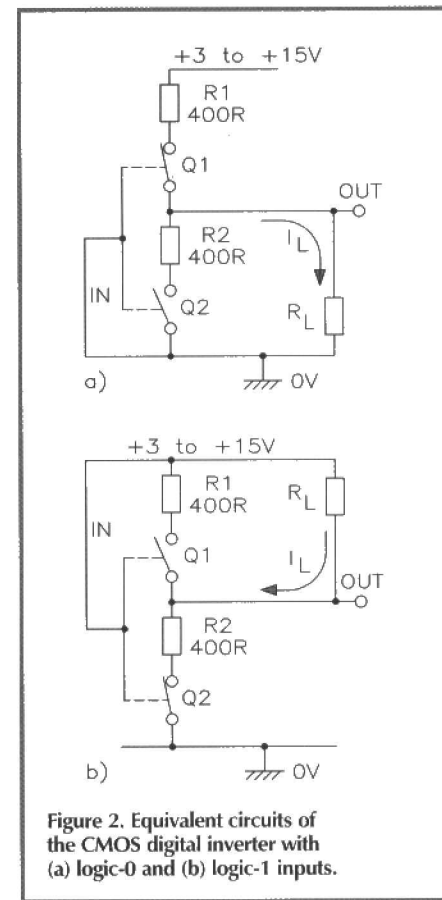 +3 to +15V
R1
400R
Q1
OUT
R2
400R
I_L
IN
Q2
R_L
a)
0V
+3 to +15V
R1
400R
R_L
IN
Q1
I_L
OUT
R2
400R
Q2
b)
0V
Figure 2. Equivalent circuits of
the CMOS digital inverter with
(a) logic-0 and (b) logic-1 inputs.